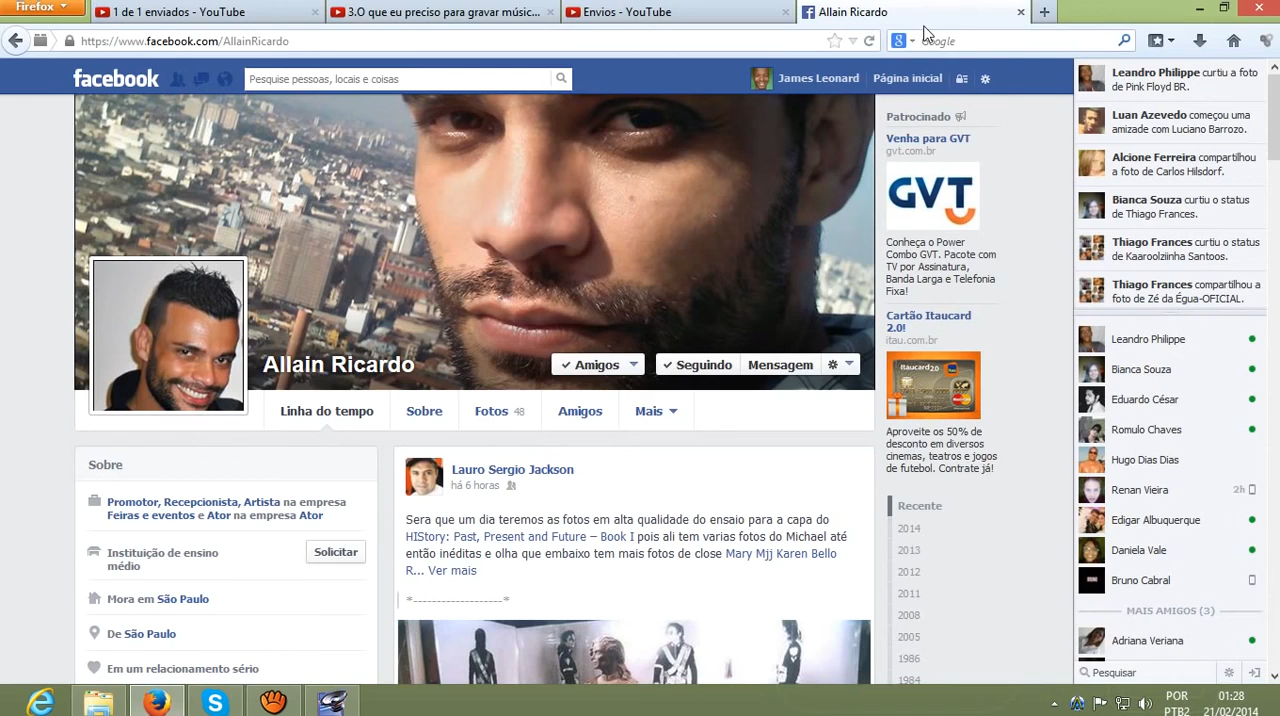 Firefox
1 de 1 enviados - YouTube
3.O que eu preciso para gravar músic...
Envios - YouTube
Allain Ricardo
https://www.facebook.com/AllainRicardo
Google
facebook
Pesquise pessoas, locais e coisas
James Leonard
Página inicial
Allain Ricardo
Amigos
Seguindo
Mensagem
Linha do tempo
Sobre
Fotos 48
Amigos
Mais
Sobre
Promotor, Recepcionista, Artista na empresa
Feiras e eventos e Ator na empresa Ator
Instituição de ensino
médio
Solicitar
Mora em São Paulo
De São Paulo
Em um relacionamento sério
Lauro Sergio Jackson
há 6 horas
Sera que um dia teremos as fotos em alta qualidade do ensaio para a capa do
HIStory: Past, Present and Future – Book I pois ali tem varias fotos do Michael até
então inéditas e olha que embaixo tem mais fotos de close Mary Mjj Karen Bello
R... Ver mais
*-------------------*
Patrocinado
Venha para GVT
gvt.com.br
GVT
Conheça o Power
Combo GVT. Pacote com
TV por Assinatura,
Banda Larga e Telefonia
Fixa!
Cartão Itaucard
2.0!
itau.com.br
Itaucard 2.0
MasterCard
Aproveite os 50% de
desconto em diversos
cinemas, teatros e jogos
de futebol. Contrate já!
Recente
2014
2013
2012
2011
2008
2005
1986
1984
Leandro Philippe curtiu a foto
de Pink Floyd BR.
Luan Azevedo começou uma
amizade com Luciano Barrozo.
Alcione Ferreira compartilhou
a foto de Carlos Hilsdorf.
Bianca Souza curtiu o status
de Thiago Frances.
Thiago Frances curtiu o status
de Kaaroolziinha Santoos.
Thiago Frances compartilhou a
foto de Zé da Égua-OFICIAL.
Leandro Philippe
Bianca Souza
Eduardo César
Romulo Chaves
Hugo Dias Dias
Renan Vieira
2h
Edigar Albuquerque
Daniela Vale
Bruno Cabral
MAIS AMIGOS (3)
Adriana Veriana
Pesquisar
POR
PTB2
01:28
21/02/2014